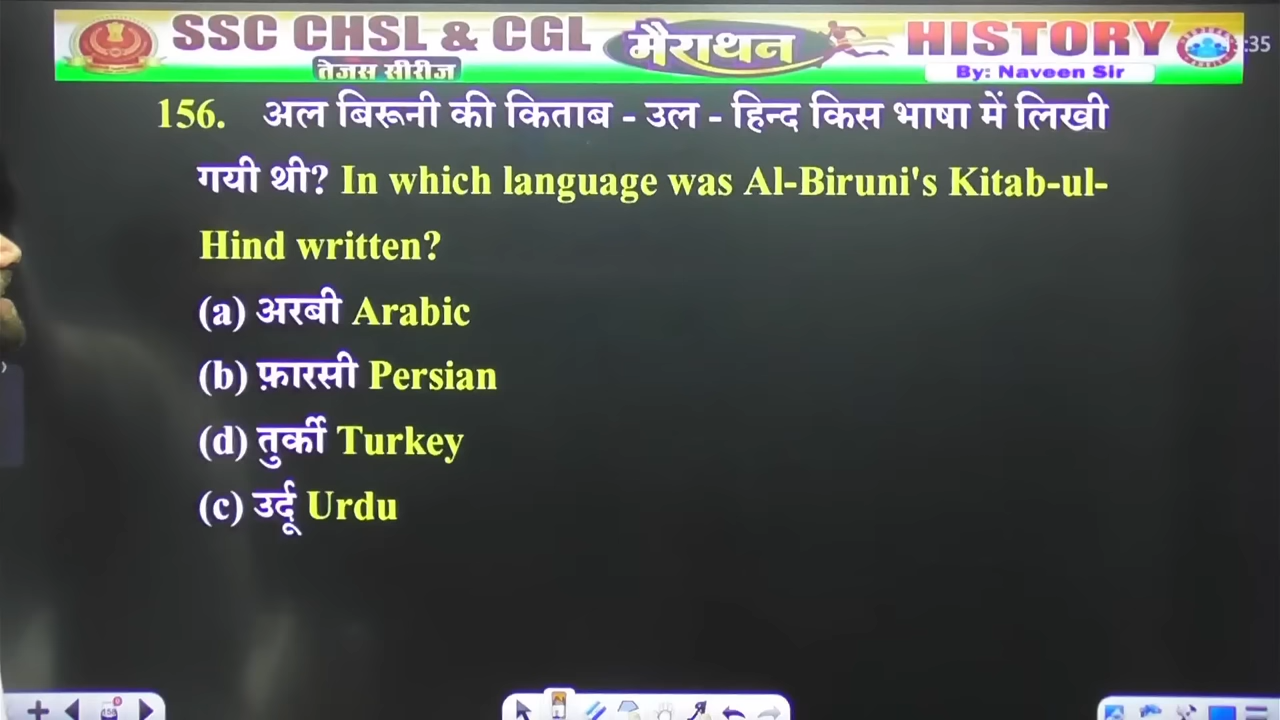 SSC CHSL & CGL मैराथन HISTORY
:35
तेजस सीरीज
By: Naveen Sir
156. अल बिरूनी की किताब - उल - हिन्द किस भाषा में लिखी
गयी थी? In which language was Al-Biruni's Kitab-ul-
Hind written?
(a) अरबी Arabic
(b) फ़ारसी Persian
(d) तुर्की Turkey
(c) उर्दू Urdu